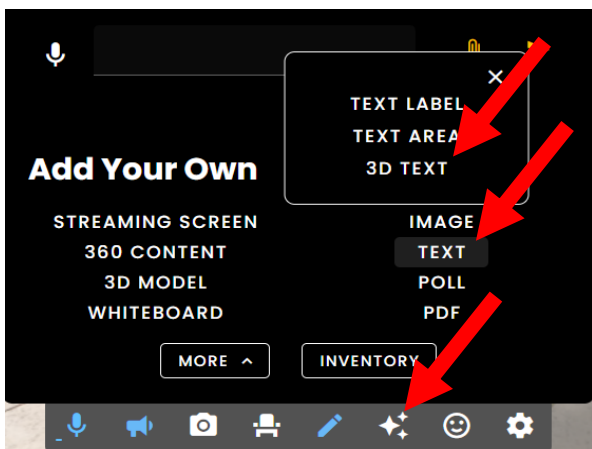 TEXT LABEL
TEXT AREA
3D TEXT
Add Your Own
STREAMING SCREEN
IMAGE
360 CONTENT
TEXT
3D MODEL
POLL
WHITEBOARD
PDF
MORE
INVENTORY